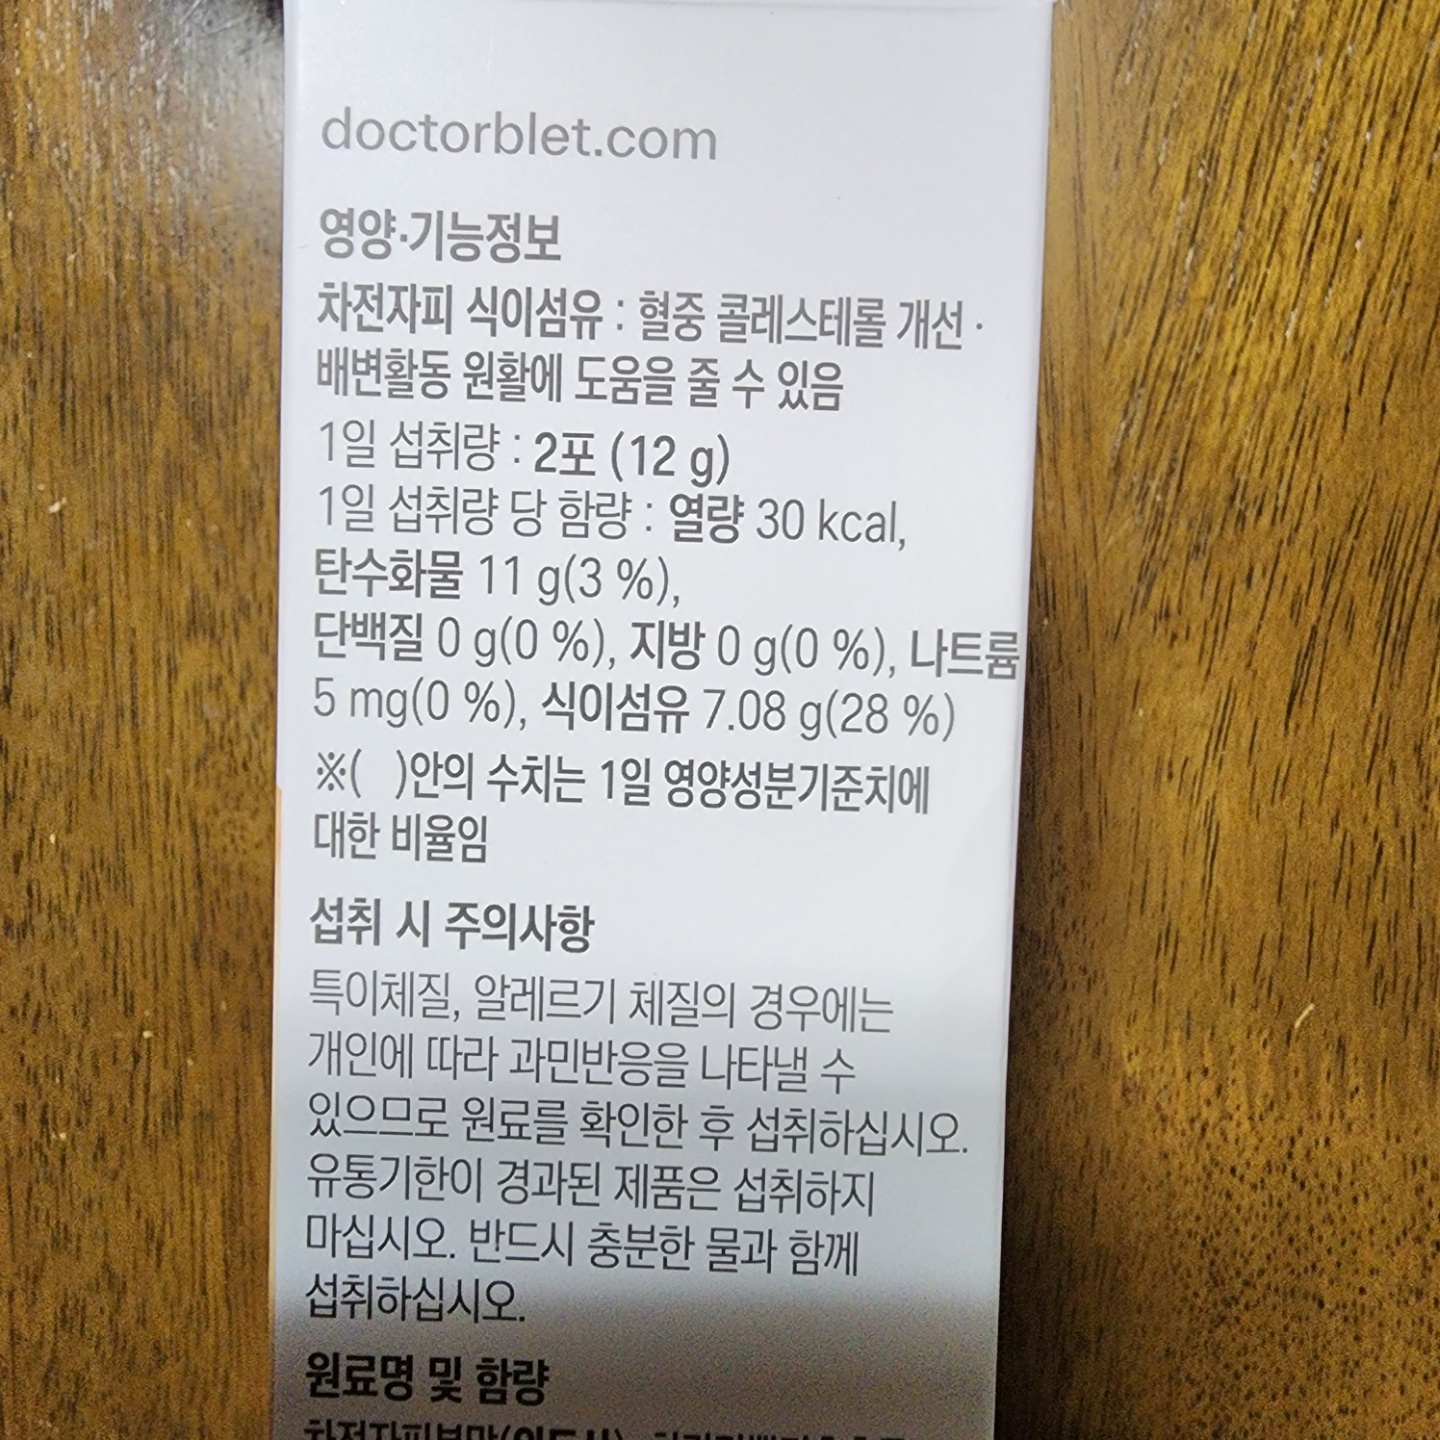 doctorblet.com
영양·기능정보
차전자피 식이섬유 : 혈중 콜레스테롤 개선 ·
배변활동 원활에 도움을 줄 수 있음
1일 섭취량 : 2포 (12 g)
1일 섭취량 당 함량 : 열량 30 kcal,
탄수화물 11 g(3 %),
단백질 0 g(0 %), 지방 0 g(0 %), 나트륨
5 mg(0 %), 식이섬유 7.08 g(28 %)
※( )안의 수치는 1일 영양성분기준치에
대한 비율임
섭취 시 주의사항
특이체질, 알레르기 체질의 경우에는
개인에 따라 과민반응을 나타낼 수
있으므로 원료를 확인한 후 섭취하십시오.
유통기한이 경과된 제품은 섭취하지
마십시오. 반드시 충분한 물과 함께
섭취하십시오.
원료명 및 함량
차전자피분말(인도산),